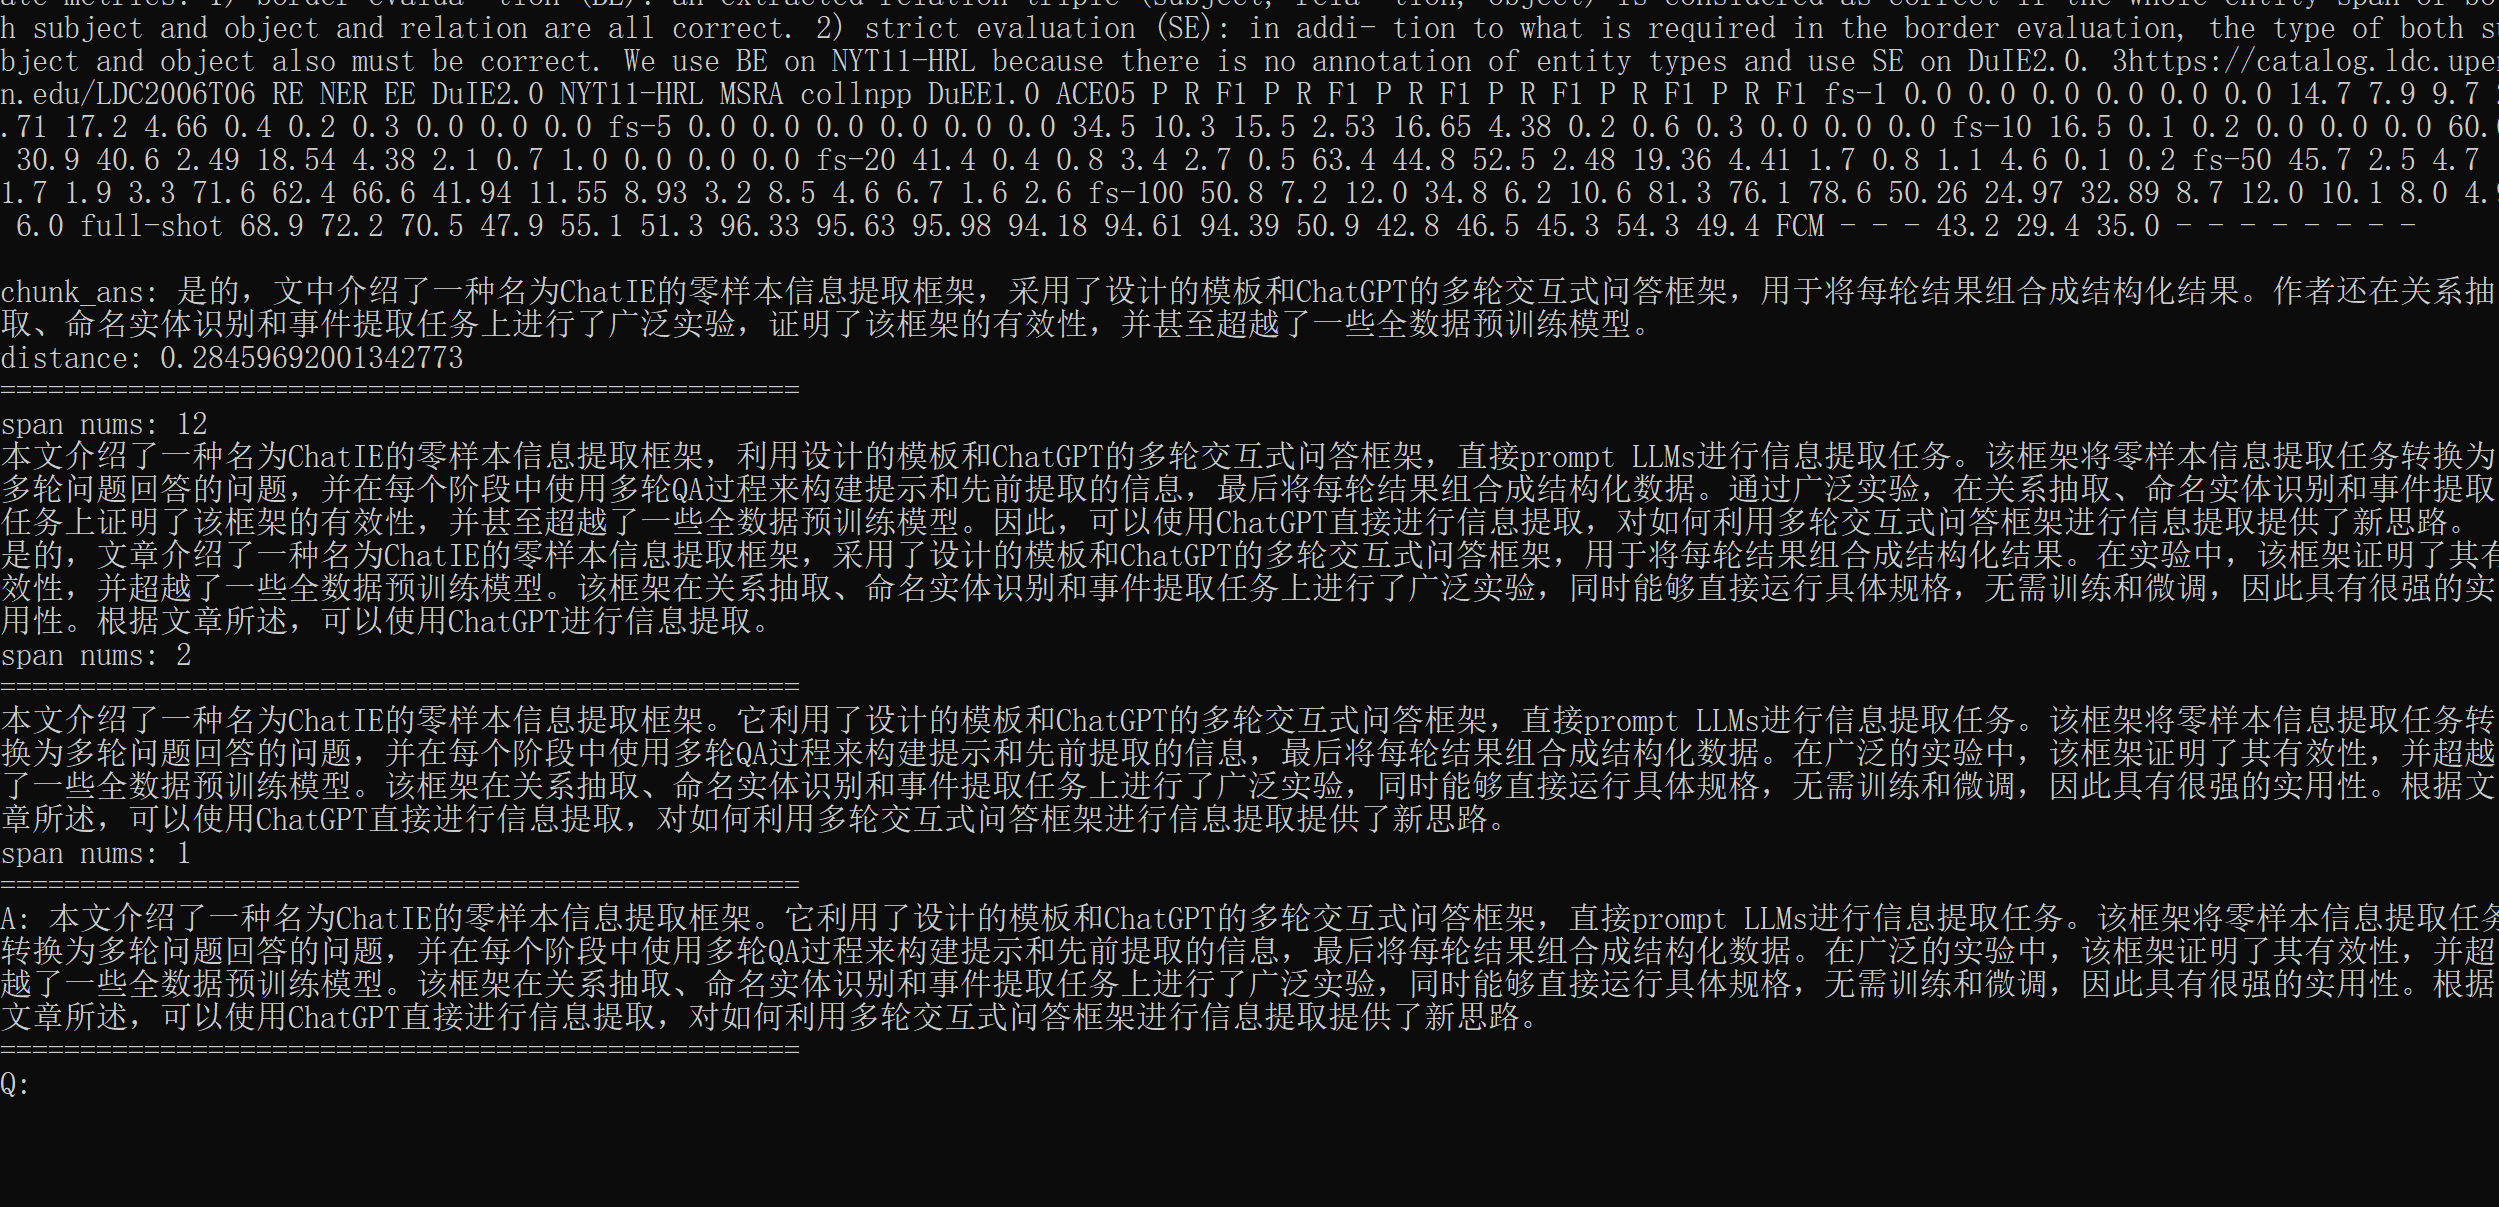 ate metrics: 1) border evalua- tion (BE): an extracted relation triple (subject, rela- tion, object) is considered as correct if the whole entity span of bo
h subject and object and relation are all correct. 2) strict evaluation (SE): in addi- tion to what is required in the border evaluation, the type of both su
bject and object also must be correct. We use BE on NYT11-HRL because there is no annotation of entity types and use SE on DuIE2.0. 3https://catalog.ldc.upe
n.edu/LDC2006T06 RE NER EE DuIE2.0 NYT11-HRL MSRA collnpp DuEE1.0 ACE05 P R F1 P R F1 P R F1 P R F1 P R F1 P R F1 fs-1 0.0 0.0 0.0 0.0 0.0 0.0 14.7 7.9 9.7
.71 17.2 4.66 0.4 0.2 0.3 0.0 0.0 0.0 fs-5 0.0 0.0 0.0 0.0 0.0 0.0 34.5 10.3 15.5 2.53 16.65 4.38 0.2 0.6 0.3 0.0 0.0 0.0 fs-10 16.5 0.1 0.2 0.0 0.0 0.0 60.
30.9 40.6 2.49 18.54 4.38 2.1 0.7 1.0 0.0 0.0 0.0 fs-20 41.4 0.4 0.8 3.4 2.7 0.5 63.4 44.8 52.5 2.48 19.36 4.41 1.7 0.8 1.1 4.6 0.1 0.2 fs-50 45.7 2.5 4.7
1.7 1.9 3.3 71.6 62.4 66.6 41.94 11.55 8.93 3.2 8.5 4.6 6.7 1.6 2.6 fs-100 50.8 7.2 12.0 34.8 6.2 10.6 81.3 76.1 78.6 50.26 24.97 32.89 8.7 12.0 10.1 8.0 4.
6.0 full-shot 68.9 72.2 70.5 47.9 55.1 51.3 96.33 95.63 95.98 94.18 94.61 94.39 50.9 42.8 46.5 45.3 54.3 49.4 FCM - - - 43.2 29.4 35.0 - - - - - - - -
chunk_ans: 是的，文中介绍了一种名为ChatIE的零样本信息提取框架，采用了设计的模板和ChatGPT的多轮交互式问答框架，用于将每轮结果组合成结构化结果。作者还在关系抽
取、命名实体识别和事件提取任务上进行了广泛实验，证明了该框架的有效性，并甚至超越了一些全数据预训练模型。
distance: 0.28459692001342773
==================================================
span nums: 12
本文介绍了一种名为ChatIE的零样本信息提取框架，利用设计的模板和ChatGPT的多轮交互式问答框架，直接prompt LLMs进行信息提取任务。该框架将零样本信息提取任务转换为
多轮问题回答的问题，并在每个阶段中使用多轮QA过程来构建提示和先前提取的信息，最后将每轮结果组合成结构化数据。通过广泛实验，在关系抽取、命名实体识别和事件提取
任务上证明了该框架的有效性，并甚至超越了一些全数据预训练模型。因此，可以使用ChatGPT直接进行信息提取，对如何利用多轮交互式问答框架进行信息提取提供了新思路。
是的，文章介绍了一种名为ChatIE的零样本信息提取框架，采用了设计的模板和ChatGPT的多轮交互式问答框架，用于将每轮结果组合成结构化结果。在实验中，该框架证明了其有
效性，并超越了一些全数据预训练模型。该框架在关系抽取、命名实体识别和事件提取任务上进行了广泛实验，同时能够直接运行具体规格，无需训练和微调，因此具有很强的实
用性。根据文章所述，可以使用ChatGPT进行信息提取。
span nums: 2
==================================================
本文介绍了一种名为ChatIE的零样本信息提取框架。它利用了设计的模板和ChatGPT的多轮交互式问答框架，直接prompt LLMs进行信息提取任务。该框架将零样本信息提取任务转
换为多轮问题回答的问题，并在每个阶段中使用多轮QA过程来构建提示和先前提取的信息，最后将每轮结果组合成结构化数据。在广泛的实验中，该框架证明了其有效性，并超越
了一些全数据预训练模型。该框架在关系抽取、命名实体识别和事件提取任务上进行了广泛实验，同时能够直接运行具体规格，无需训练和微调，因此具有很强的实用性。根据文
章所述，可以使用ChatGPT直接进行信息提取，对如何利用多轮交互式问答框架进行信息提取提供了新思路。
span nums: 1
==================================================
A: 本文介绍了一种名为ChatIE的零样本信息提取框架。它利用了设计的模板和ChatGPT的多轮交互式问答框架，直接prompt LLMs进行信息提取任务。该框架将零样本信息提取任务
转换为多轮问题回答的问题，并在每个阶段中使用多轮QA过程来构建提示和先前提取的信息，最后将每轮结果组合成结构化数据。在广泛的实验中，该框架证明了其有效性，并超
越了一些全数据预训练模型。该框架在关系抽取、命名实体识别和事件提取任务上进行了广泛实验，同时能够直接运行具体规格，无需训练和微调，因此具有很强的实用性。根据
文章所述，可以使用ChatGPT直接进行信息提取，对如何利用多轮交互式问答框架进行信息提取提供了新思路。
==================================================
Q: